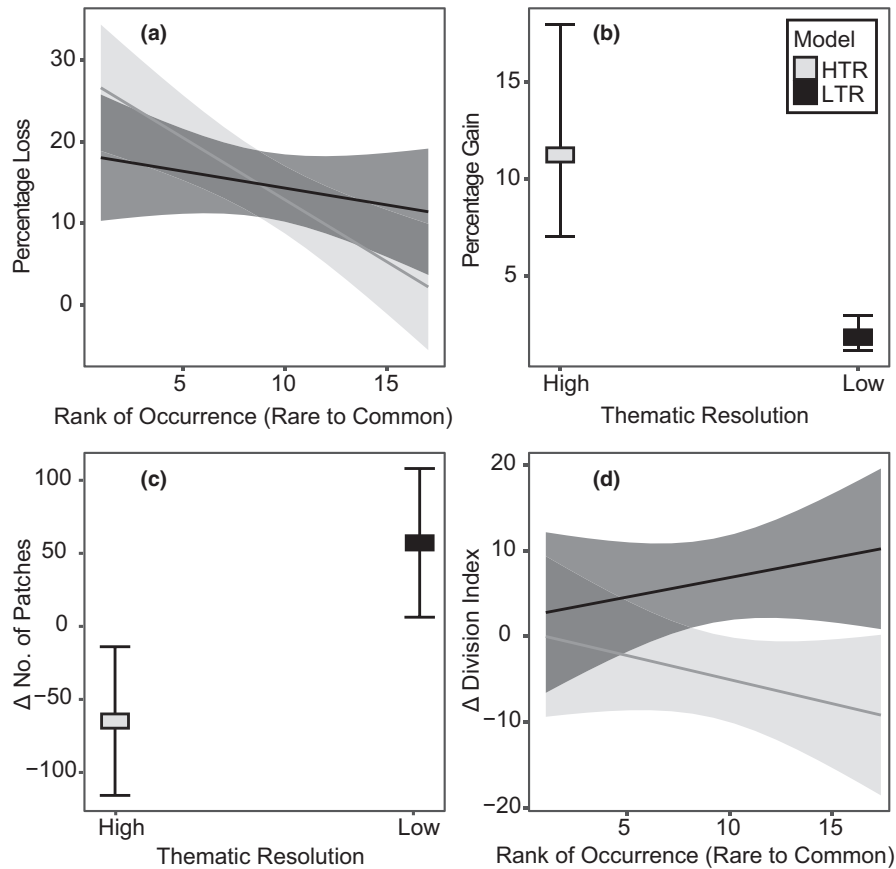 (a)
Percentage Loss
30
20
10
0
5
10
15
Rank of Occurrence (Rare to Common)
(b)
Model
HTR
LTR
Percentage Gain
15
10
5
High
Low
Thematic Resolution
(c)
Δ No. of Patches
100
50
0
−50
−100
High
Low
Thematic Resolution
(d)
Δ Division Index
20
10
0
−10
−20
5
10
15
Rank of Occurrence (Rare to Common)